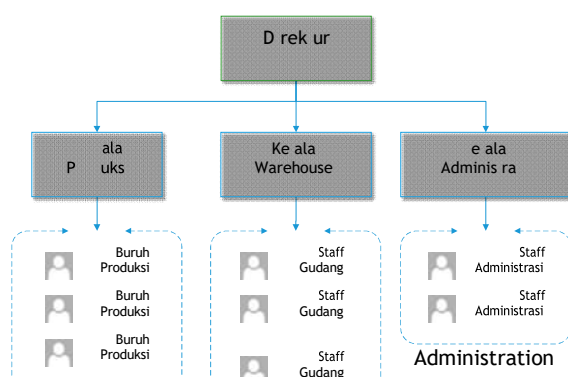 D rek ur
ala
P uks
Ke ala
Warehouse
e ala
Adminis ra
Buruh
Produksi
Buruh
Produksi
Buruh
Produksi
Staff
Gudang
Staff
Gudang
Staff
Gudang
Staff
Administrasi
Staff
Administrasi
Administration